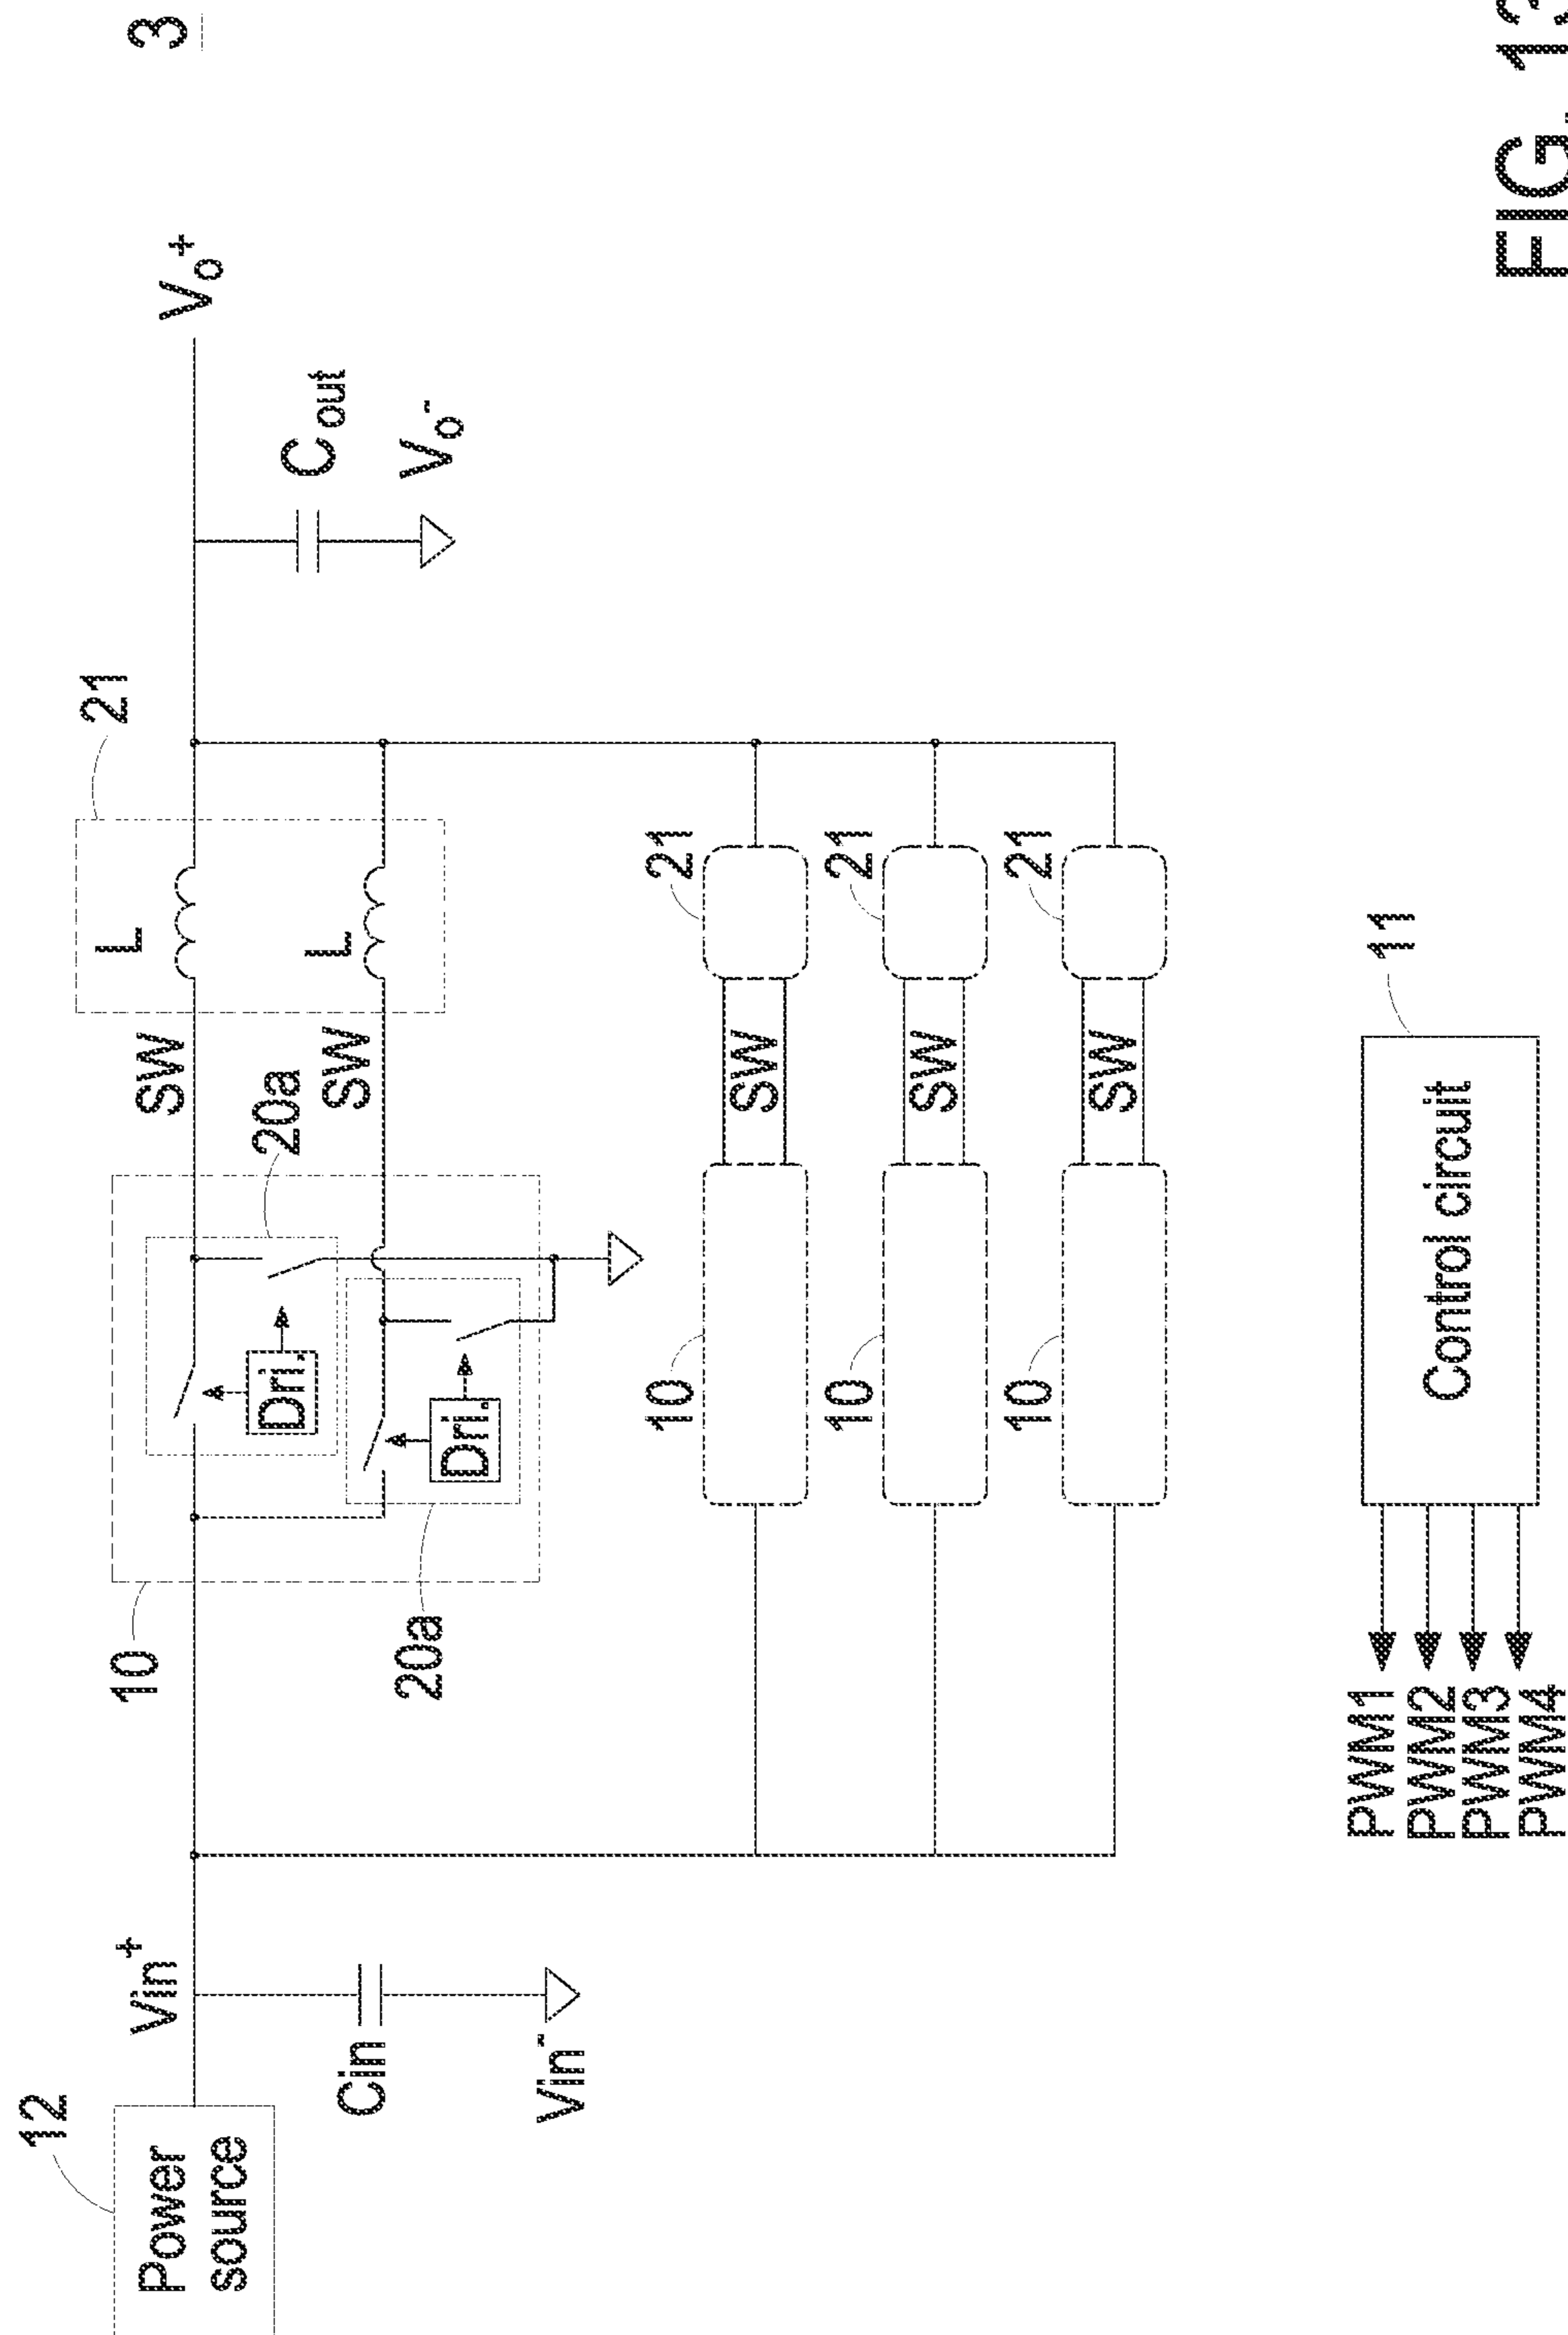 3
12
Power
source
Vin+
Cin
Vin-
10
20a
Dri.
20a
Dri.
SW
SW
21
L
L
Vo+
Cout
Vo-
10
SW
21
10
SW
21
10
SW
21
PWM1
PWM2
PWM3
PWM4
Control circuit
11
FIG.